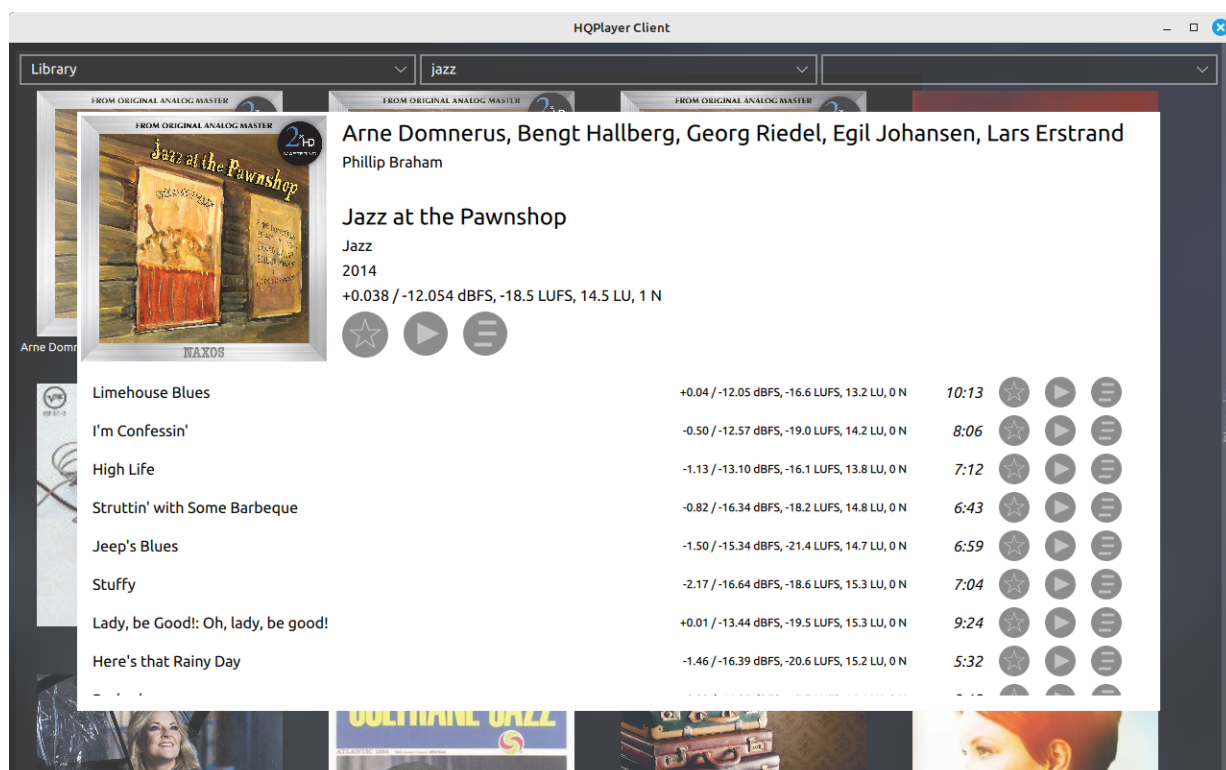 HQPlayer Client
Library
jazz
FROM ORIGINAL ANALOG MASTER
FROM ORIGINAL ANALOG MASTER
FROM ORIGINAL ANALOG MASTER
FROM ORIGINAL ANALOG MASTER
2xHD
MASTERING
Jazz at the Pawnshop
NAXOS
Arne Domnerus, Bengt Hallberg, Georg Riedel, Egil Johansen, Lars Erstrand
Phillip Braham
Jazz at the Pawnshop
Jazz
2014
+0.038 / -12.054 dBFS, -18.5 LUFS, 14.5 LU, 1 N
Arne Domn
Limehouse Blues +0.04 / -12.05 dBFS, -16.6 LUFS, 13.2 LU, 0 N 10:13
I'm Confessin' -0.50 / -12.57 dBFS, -19.0 LUFS, 14.2 LU, 0 N 8:06
High Life -1.13 / -13.10 dBFS, -16.1 LUFS, 13.8 LU, 0 N 7:12
Struttin' with Some Barbeque -0.82 / -16.34 dBFS, -18.2 LUFS, 14.8 LU, 0 N 6:43
Jeep's Blues -1.50 / -15.34 dBFS, -21.4 LUFS, 14.7 LU, 0 N 6:59
Stuffy -2.17 / -16.64 dBFS, -18.6 LUFS, 15.3 LU, 0 N 7:04
Lady, be Good!: Oh, lady, be good! +0.01 / -13.44 dBFS, -19.5 LUFS, 15.3 LU, 0 N 9:24
Here's that Rainy Day -1.46 / -16.39 dBFS, -20.6 LUFS, 15.2 LU, 0 N 5:32
COLTRANE JAZZ